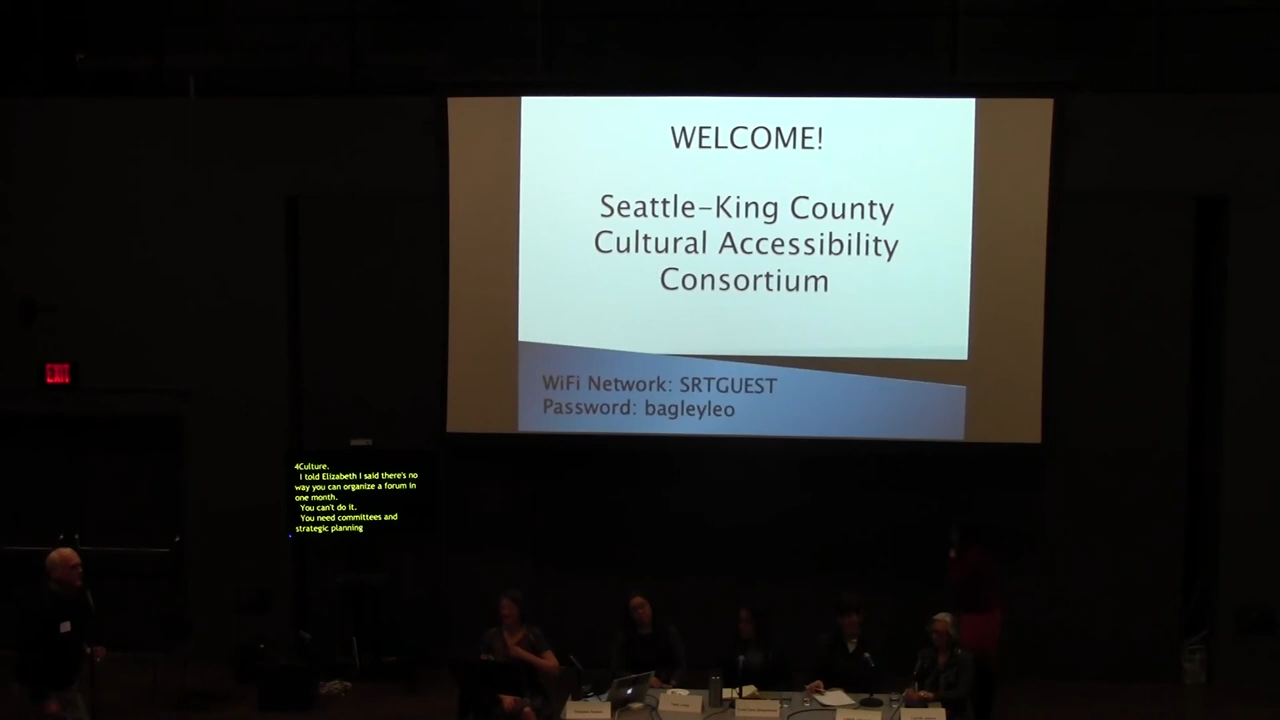 WELCOME!
Seattle-King County
Cultural Accessibility
Consortium
WiFi Network: SRTGUEST
Password: bagleyleo
EXIT
4Culture.
I told Elizabeth I said there's no
way you can organize a forum in
one month.
You can't do it.
You need committees and
strategic planning